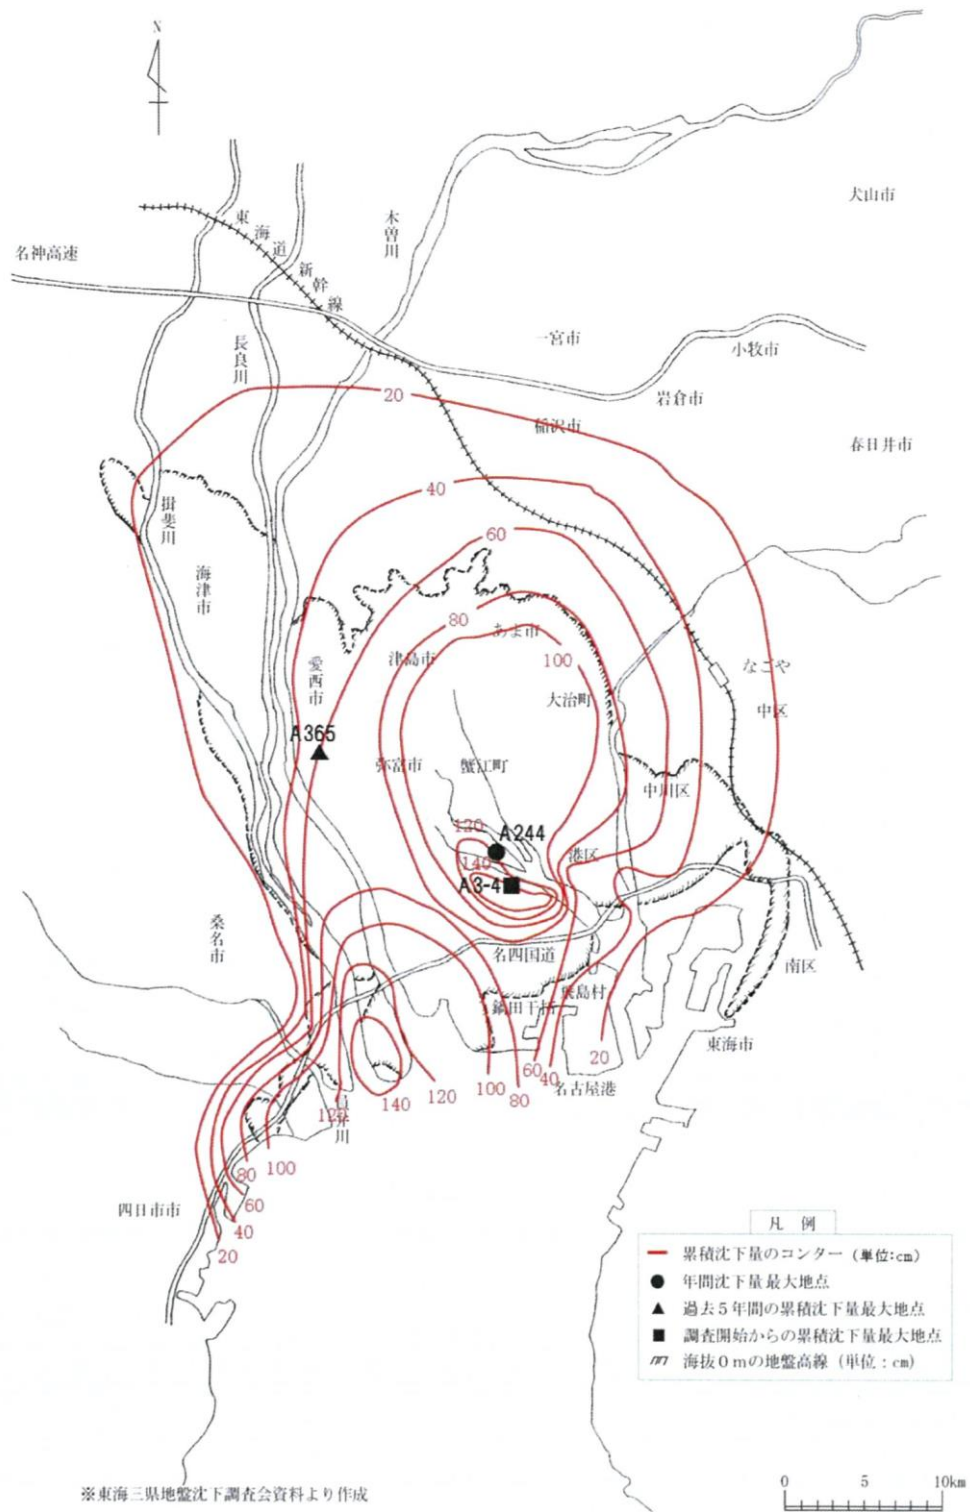 N
犬山市
木曽川
東海道新幹線
名神高速
一宮市
小牧市
長良川
岩倉市
20
稲沢市
春日井市
40
揖斐川
60
海津市
80
あま市
津島市
100
愛西市
なごや
大治町
中区
A365
弥富市
蟹江町
中川区
120
A244
140
港区
A3-4
桑名市
名四国道
南区
飛島村
鍋田干拓
東海市
20
60
40
100
名古屋港
80
120
140
120
揖斐川
80
100
60
四日市市
40
20
凡 例
累積沈下量のコンター (単位:cm)
年間沈下量最大地点
過去5年間の累積沈下量最大地点
調査開始からの累積沈下量最大地点
海抜0mの地盤高線 (単位:cm)
※東海三県地盤沈下調査会資料より作成
0 5 10km